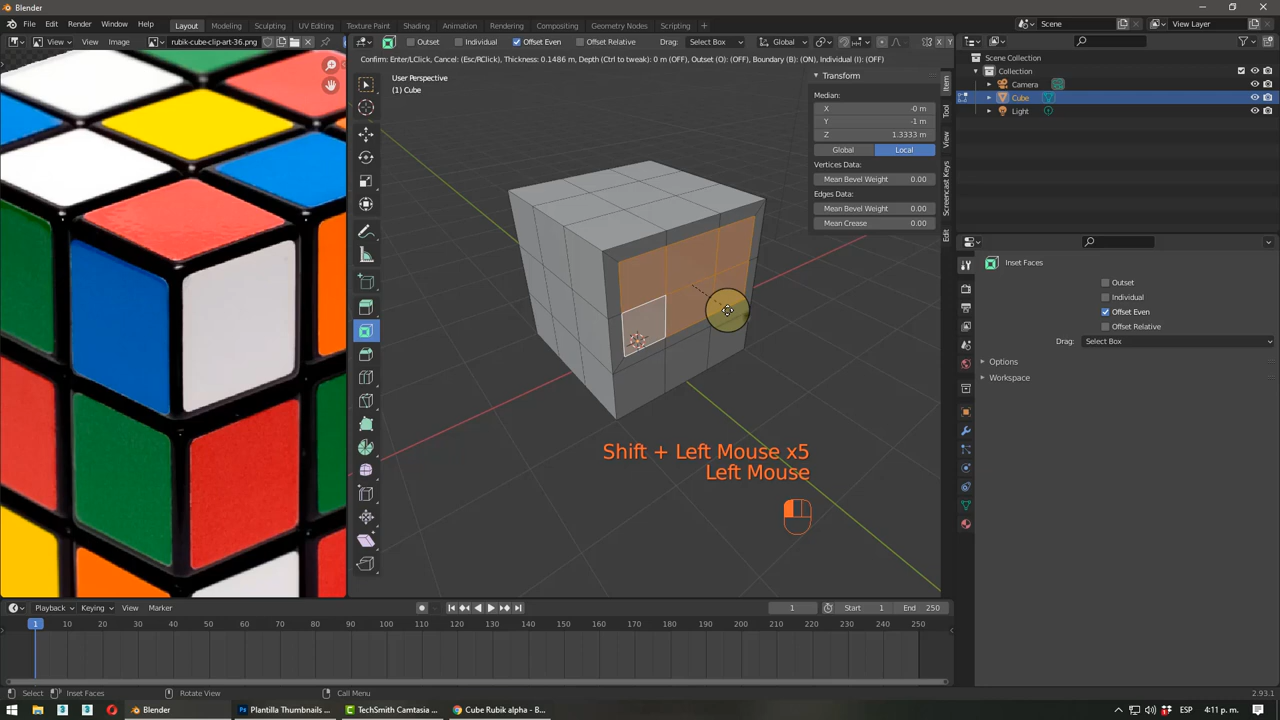 Blender
File Edit Render Window Help Layout Modeling Sculpting UV Editing Texture Paint Shading Animation Rendering Compositing Geometry Nodes Scripting + Scene View Layer
View View Image rubik-cube-clip-art-36.png Outset Individual Offset Even Offset Relative Drag: Select Box Global
Confirm: Enter/LClick, Cancel: (Esc/RClick), Thickness: 0.1486 m, Depth (Ctrl to tweak): 0 m (OFF), Outset (O): (OFF), Boundary (B): (ON), Individual (I): (OFF)
User Perspective
(1) Cube
Transform
Median:
X -0 m
Y -1 m
Z 1.3333 m
Global Local
Vertices Data:
Mean Bevel Weight 0.00
Edges Data:
Mean Bevel Weight 0.00
Mean Crease 0.00
Item
Tool
View
Screencast Keys
Edit
Scene Collection
Collection
Camera
Cube
Light
Inset Faces
Outset
Individual
Offset Even
Offset Relative
Drag: Select Box
Options
Workspace
Shift + Left Mouse x5
Left Mouse
Playback Keying View Marker 1 Start 1 End 250
1 10 20 30 40 50 60 70 80 90 100 110 120 130 140 150 160 170 180 190 200 210 220 230 240 250
Select Inset Faces Rotate View Call Menu 2.93.1
Blender Plantilla Thumbnails ... TechSmith Camtasia ... Cube Rubik alpha - B... ESP 4:11 p. m.